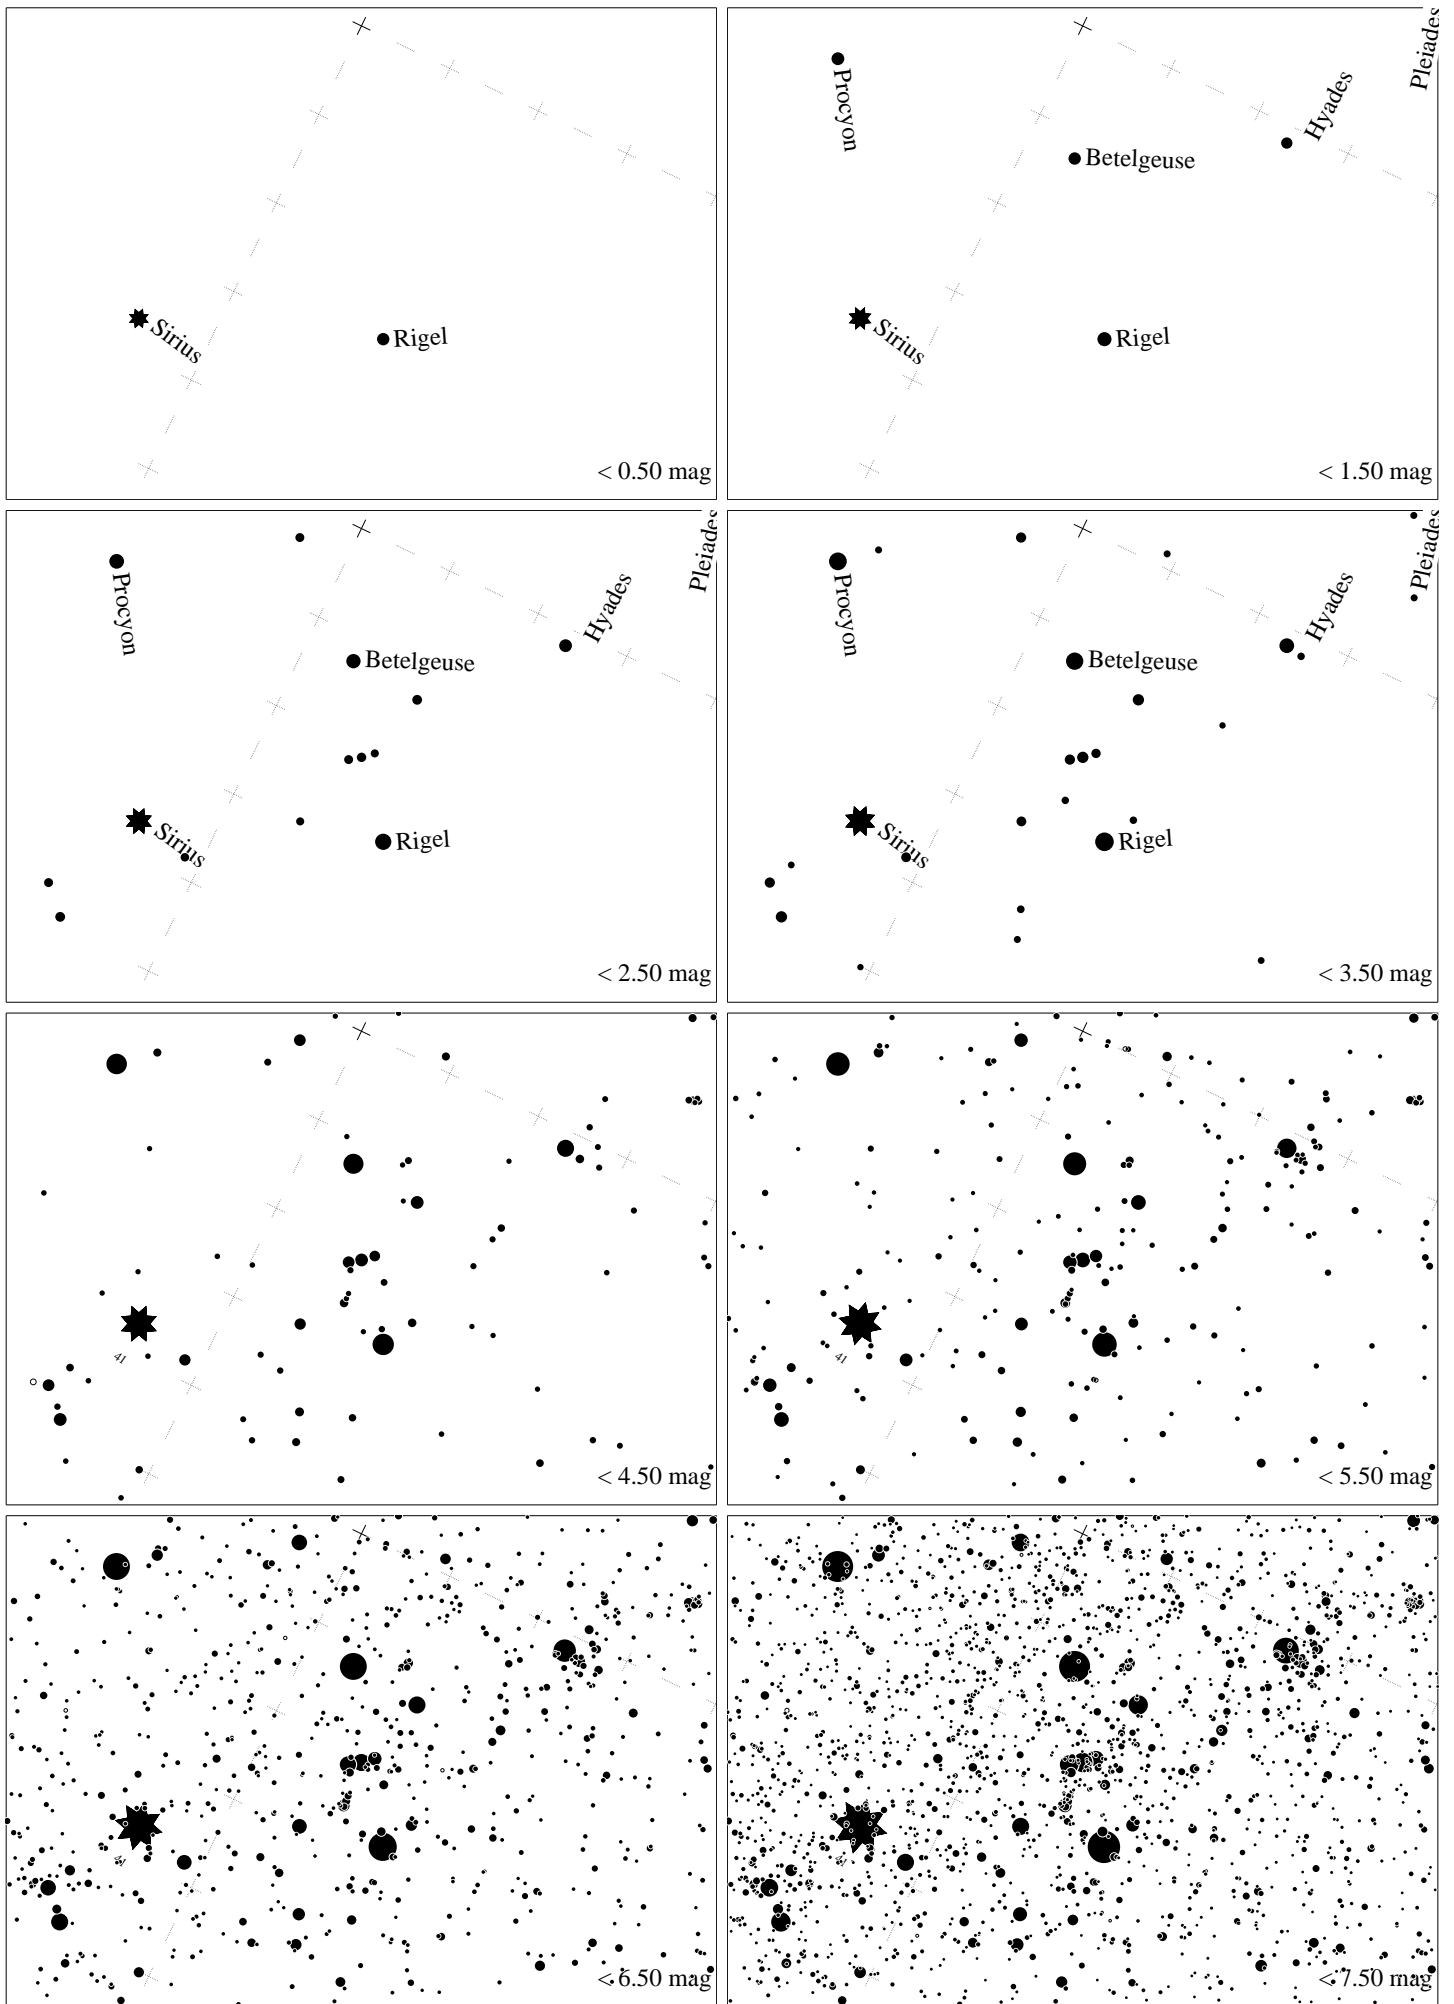 Sirius
Rigel
< 0.50 mag
Procyon
Betelgeuse
Hyades
Pleiades
Sirius
Rigel
< 1.50 mag
Procyon
Betelgeuse
Hyades
Pleiades
Sirius
Rigel
< 2.50 mag
Procyon
Betelgeuse
Hyades
Pleiades
Sirius
Rigel
< 3.50 mag
41
< 4.50 mag
41
< 5.50 mag
< 6.50 mag
< 7.50 mag